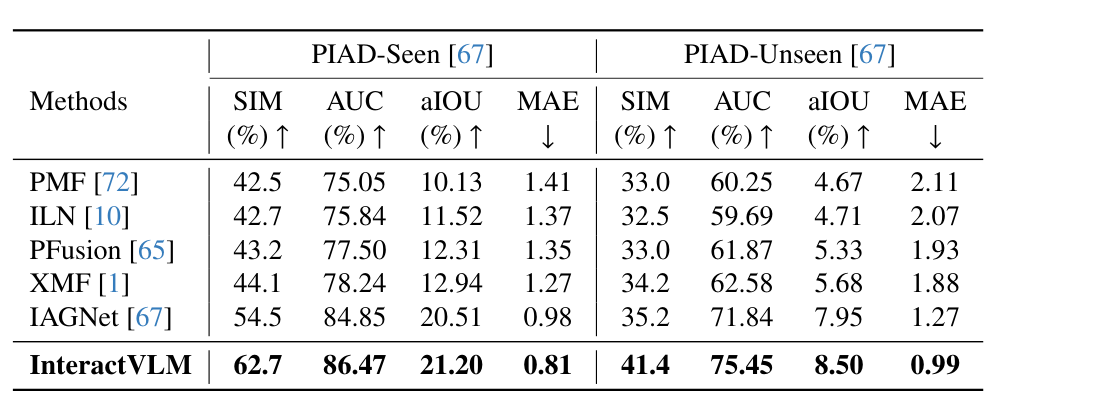 PIAD-Seen [67] PIAD-Unseen [67]
Methods SIM AUC aIOU MAE SIM AUC aIOU MAE
(%) ↑ (%) ↑ (%) ↑ ↓ (%) ↑ (%) ↑ (%) ↑ ↓
PMF [72] 42.5 75.05 10.13 1.41 33.0 60.25 4.67 2.11
ILN [10] 42.7 75.84 11.52 1.37 32.5 59.69 4.71 2.07
PFusion [65] 43.2 77.50 12.31 1.35 33.0 61.87 5.33 1.93
XMF [1] 44.1 78.24 12.94 1.27 34.2 62.58 5.68 1.88
IAGNet [67] 54.5 84.85 20.51 0.98 35.2 71.84 7.95 1.27
InteractVLM 62.7 86.47 21.20 0.81 41.4 75.45 8.50 0.99